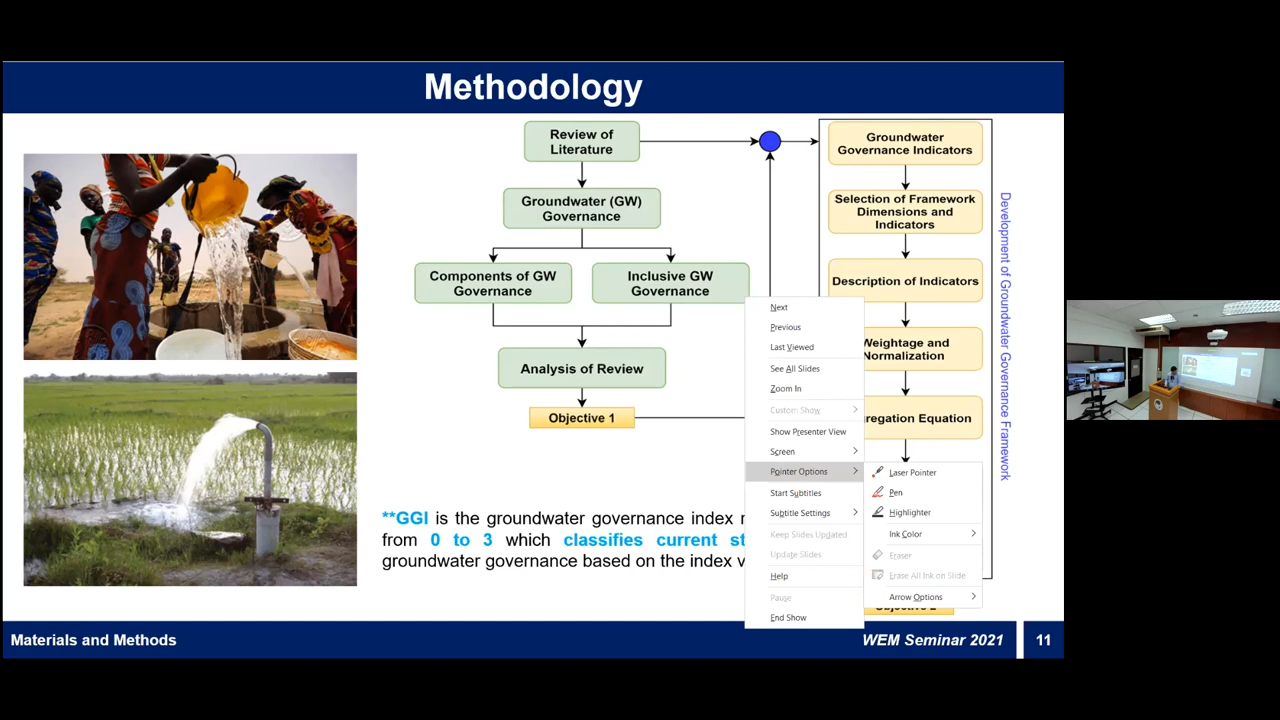 Methodology
Review of
Literature
Groundwater (GW)
Governance
Components of GW
Governance
Inclusive GW
Governance
Analysis of Review
Objective 1
Groundwater
Governance Indicators
Selection of Framework
Dimensions and
Indicators
Description of Indicators
Weightage and
Normalization
regation Equation
Development of Groundwater Governance Framework
**GGI is the groundwater governance index r
from 0 to 3 which classifies current st
groundwater governance based on the index v
Next
Previous
Last Viewed
See All Slides
Zoom In
Custom Show
Show Presenter View
Screen
Pointer Options
Start Subtitles
Subtitle Settings
Keep Slides Updated
Update Slides
Help
Pause
End Show
Laser Pointer
Pen
Highlighter
Ink Color
Eraser
Erase All Ink on Slide
Arrow Options
Materials and Methods
WEM Seminar 2021
11